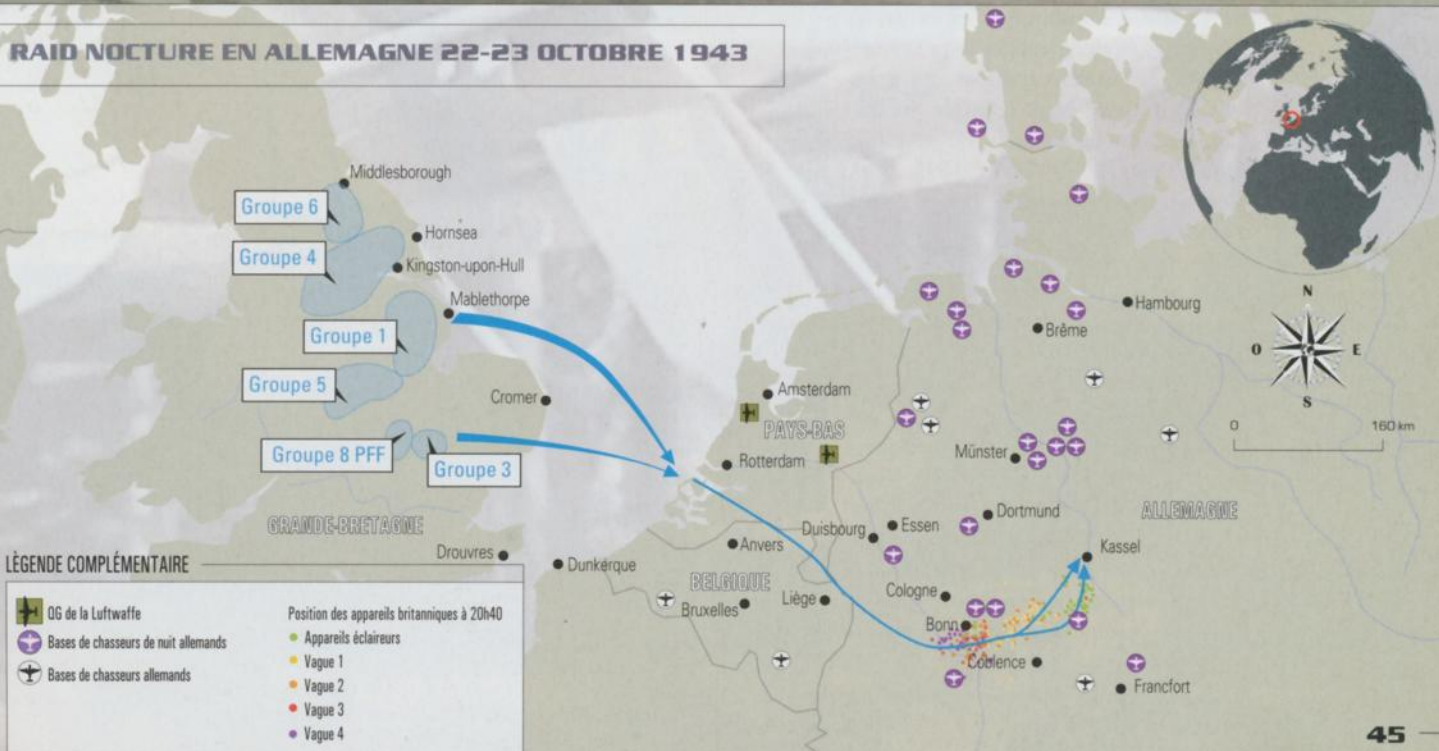 RAID NOCTURE EN ALLEMAGNE 22-23 OCTOBRE 1943
Middlesborough
Groupe 6
Hornsea
Groupe 4
Kingston-upon-Hull
Mablethorpe
Groupe 1
Groupe 5
Cromer
Groupe 8 PFF
Groupe 3
GRANDE-BRETAGNE
Drouvres
Dunkerque
Amsterdam
PAYS-BAS
Rotterdam
Anvers
BELGIQUE
Bruxelles
Liège
Hambourg
Brême
Münster
Dortmund
Essen
Duisbourg
ALLEMAGNE
Kassel
Cologne
Bonn
Coblence
Francfort
N
O
E
S
0
160 km
LÈGENDE COMPLÉMENTAIRE
QG de la Luftwaffe
Bases de chasseurs de nuit allemands
Bases de chasseurs allemands
Position des appareils britanniques à 20h40
Appareils éclaireurs
Vague 1
Vague 2
Vague 3
Vague 4
45